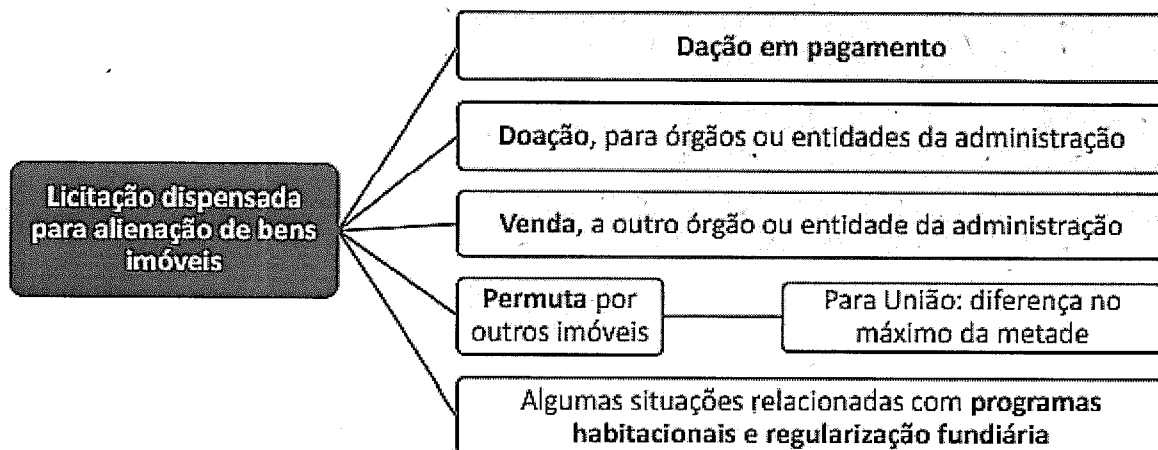 Dação em pagamento
Doação, para órgãos ou entidades da administração
Licitação dispensada
para alienação de bens
imóveis
Venda, a outro órgão ou entidade da administração
Permuta por
outros imóveis
Para União: diferença no
máximo da metade
Algumas situações relacionadas com programas
habitacionais e regularização fundiária